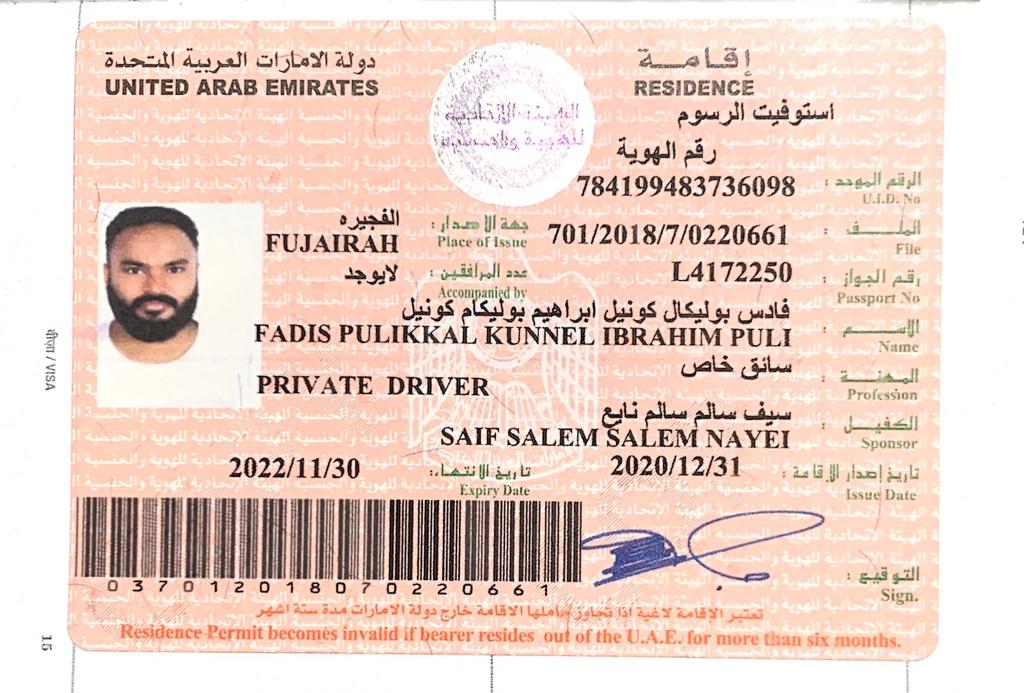 دولة الامارات العربية المتحدة
UNITED ARAB EMIRATES
إقامة
RESIDENCE
استوفيت الرسوم
رقم الهوية
784199483736098
الرقم الموحد :
U.I.D. No
الفجيره
FUJAIRAH
جهة الاصدار :
Place of Issue
701/2018/7/0220661
الملف :
File
لايوجد
عدد المرافقين :
Accompanied by
L4172250
رقم الجواز :
Passport No
فادس بوليكال كونيل ابراهيم بوليكام كونيل
FADIS PULIKKAL KUNNEL IBRAHIM PULI
الاسم :
Name
سائق خاص
PRIVATE DRIVER
المهنة :
Profession
سيف سالم سالم نايع
SAIF SALEM SALEM NAYEI
الكفيل :
Sponsor
2022/11/30
تاريخ الانتهاء :
Expiry Date
2020/12/31
تاريخ إصدار الإقامة :
Issue Date
037012018070220661
التوقيع :
Sign.
تعتبر الإقامة لاغية اذا تجاوز حاملها الاقامة خارج دولة الامارات مدة ستة اشهر
Residence Permit becomes invalid if bearer resides out of the U.A.E. for more than six months.
वीज़ा / VISA
15